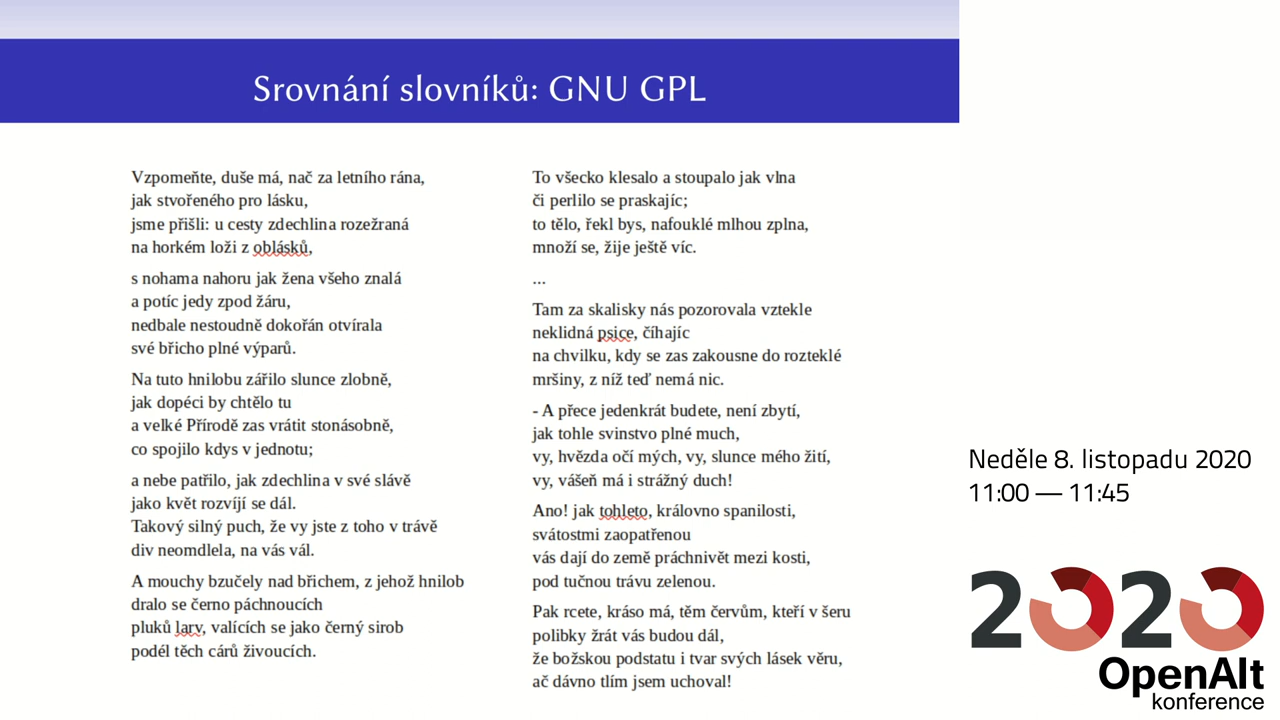 Srovnání slovníků: GNU GPL
Vzpomeňte, duše má, nač za letního rána,
jak stvořeného pro lásku,
jsme přišli: u cesty zdechlina rozežraná
na horkém loži z oblásků,
s nohama nahoru jak žena všeho znalá
a potíc jedy zpod žáru,
nedbale nestoudně dokořán otvírala
své břicho plné výparů.
Na tuto hnilobu zářilo slunce zlobně,
jak dopéci by chtělo tu
a velké Přírodě zas vrátit stonásobně,
co spojilo kdys v jednotu;
a nebe patřilo, jak zdechlina v své slávě
jako květ rozvíjí se dál.
Takový silný puch, že vy jste z toho v trávě
div neomdlela, na vás vál.
A mouchy bzučely nad břichem, z jehož hnilob
dralo se černo páchnoucích
pluků larv, valících se jako černý sirob
podél těch cárů živoucích.
To všecko klesalo a stoupalo jak vlna
či perlilo se praskajíc;
to tělo, řekl bys, nafouklé mlhou zplna,
množí se, žije ještě víc.
...
Tam za skalisky nás pozorovala vztekle
neklidná psice, číhajíc
na chvilku, kdy se zas zakousne do rozteklé
mršiny, z níž teď nemá nic.
- A přece jedenkrát budete, není zbytí,
jak tohle svinstvo plné much,
vy, hvězda očí mých, vy, slunce mého žití,
vy, vášeň má i strážný duch!
Ano! jak tohleto, královno spanilosti,
svátostmi zaopatřenou
vás dají do země práchnivět mezi kosti,
pod tučnou trávu zelenou.
Pak rcete, kráso má, těm červům, kteří v šeru
polibky žrát vás budou dál,
že božskou podstatu i tvar svých lásek věru,
ač dávno tlím jsem uchoval!
Neděle 8. listopadu 2020
11:00 — 11:45
2020
OpenAlt
konference